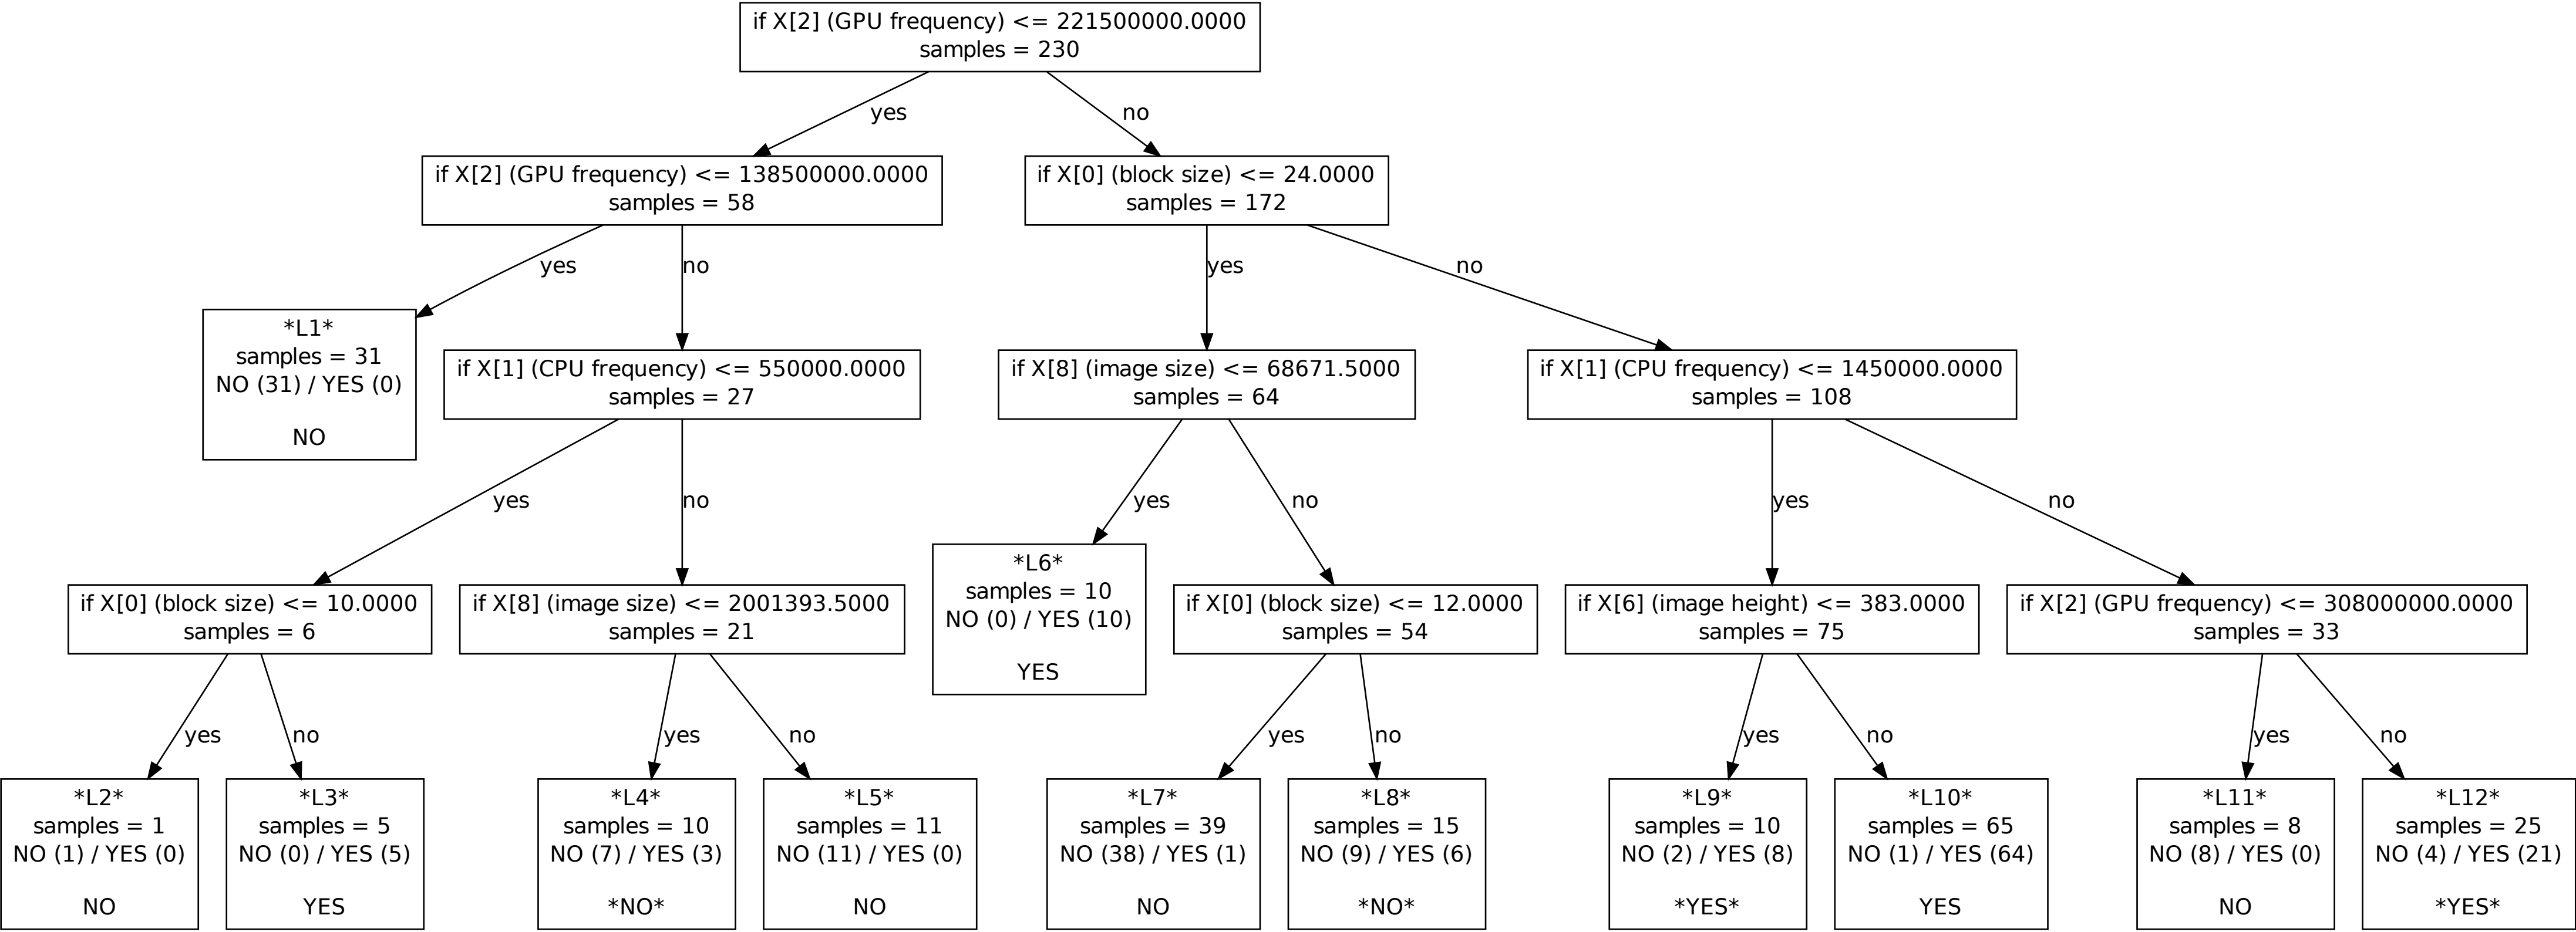 if X[2] (GPU frequency) <= 221500000.0000
samples = 230
yes
no
if X[2] (GPU frequency) <= 138500000.0000
samples = 58
if X[0] (block size) <= 24.0000
samples = 172
yes
no
yes
no
*L1*
samples = 31
NO (31) / YES (0)
NO
if X[1] (CPU frequency) <= 550000.0000
samples = 27
if X[8] (image size) <= 68671.5000
samples = 64
if X[1] (CPU frequency) <= 1450000.0000
samples = 108
yes
no
yes
no
yes
no
if X[0] (block size) <= 10.0000
samples = 6
if X[8] (image size) <= 2001393.5000
samples = 21
*L6*
samples = 10
NO (0) / YES (10)
YES
if X[0] (block size) <= 12.0000
samples = 54
if X[6] (image height) <= 383.0000
samples = 75
if X[2] (GPU frequency) <= 308000000.0000
samples = 33
yes
no
yes
no
yes
no
yes
no
yes
no
*L2*
samples = 1
NO (1) / YES (0)
NO
*L3*
samples = 5
NO (0) / YES (5)
YES
*L4*
samples = 10
NO (7) / YES (3)
*NO*
*L5*
samples = 11
NO (11) / YES (0)
NO
*L7*
samples = 39
NO (38) / YES (1)
NO
*L8*
samples = 15
NO (9) / YES (6)
*NO*
*L9*
samples = 10
NO (2) / YES (8)
*YES*
*L10*
samples = 65
NO (1) / YES (64)
YES
*L11*
samples = 8
NO (8) / YES (0)
NO
*L12*
samples = 25
NO (4) / YES (21)
*YES*